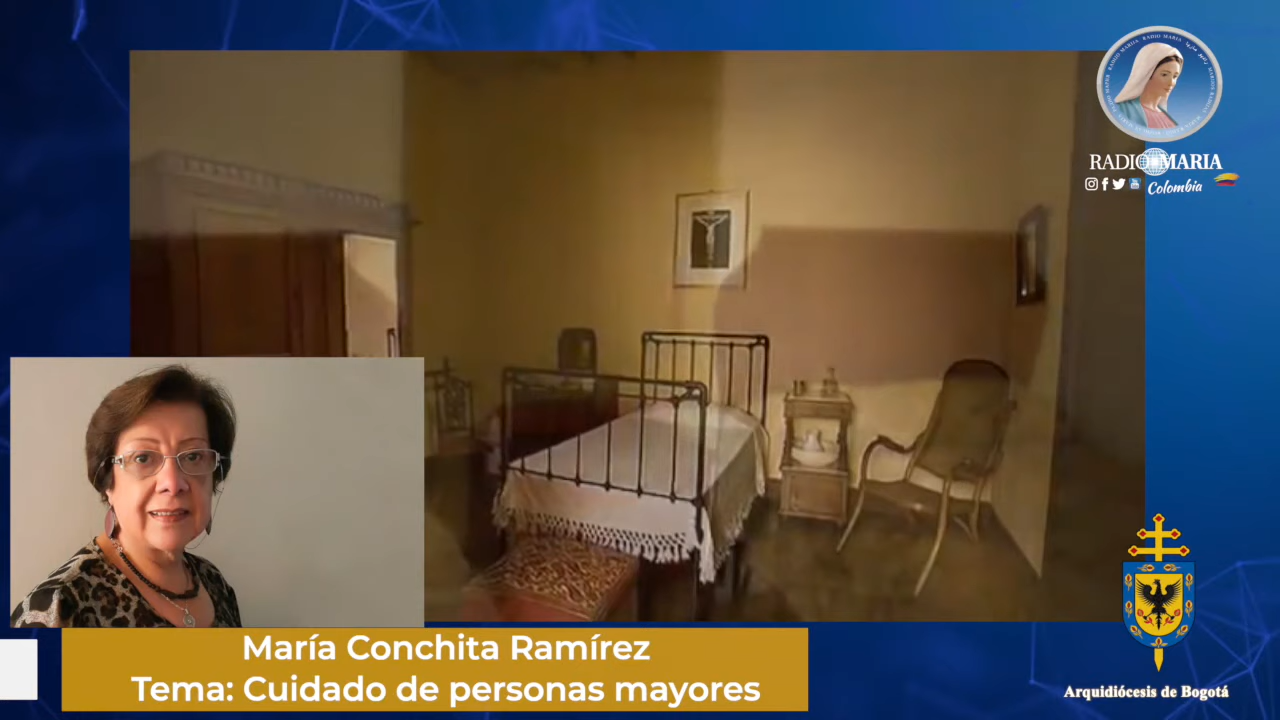 RADIO MARIA
Colombia
María Conchita Ramírez
Tema: Cuidado de personas mayores
Arquidiócesis de Bogotá